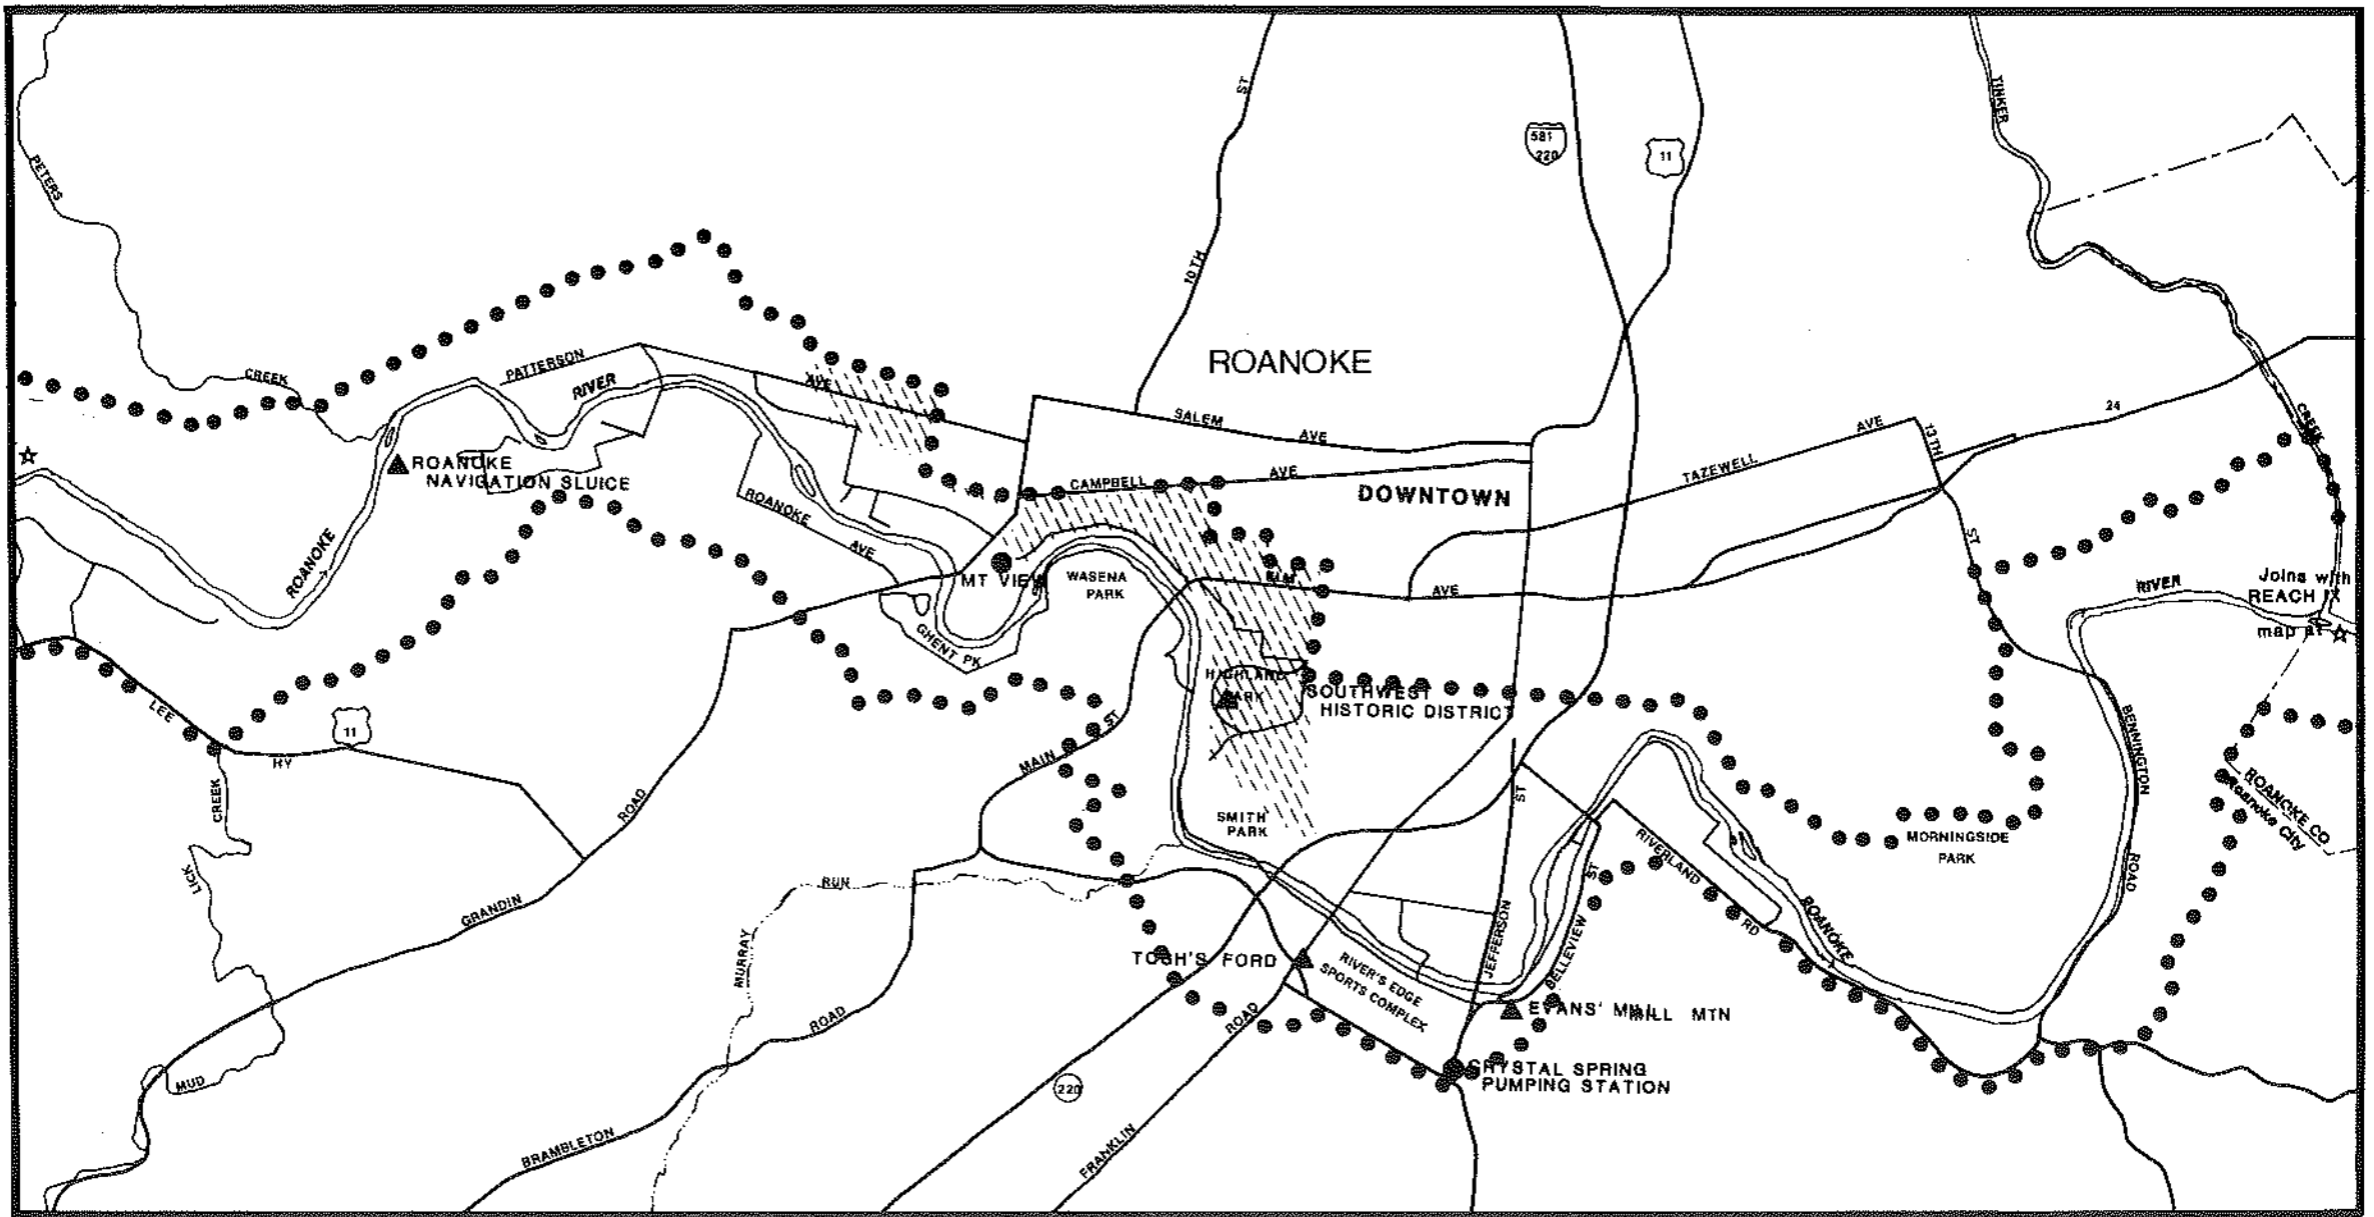 TINKER
ST
581
220
11
PETERS
10TH
ROANOKE
PATTERSON
CREEK
RIVER
AVE
SALEM
AVE
24
CREEK
AVE
13TH
ROANOKE
NAVIGATION SLUICE
CAMPBELL
AVE
TAZEWELL
DOWNTOWN
ROANOKE
AVE
ROANOKE
ST
MT VIEW
WASENA
PARK
ELM
AVE
RIVER
Joins with
REACH IX
map at
GHENT PK
HIGHLAND
PARK
SOUTHWEST
HISTORIC DISTRICT
LEE
11
HY
ST
MAIN
BENNINGTON
ROANOKE CO
Roanoke City
CREEK
ROAD
ST
SMITH
PARK
RIVERLAND
MORNINGSIDE
PARK
LICK
RUN
ST
ROAD
GRANDIN
ROANOKE
RD
MURRAY
TOSH'S FORD
RIVER'S EDGE
SPORTS COMPLEX
JEFFERSON
BELLEVIEW
EVANS' MILL
MILL MTN
ROAD
ROAD
CRYSTAL SPRING
PUMPING STATION
MUD
220
BRAMBLETON
FRANKLIN